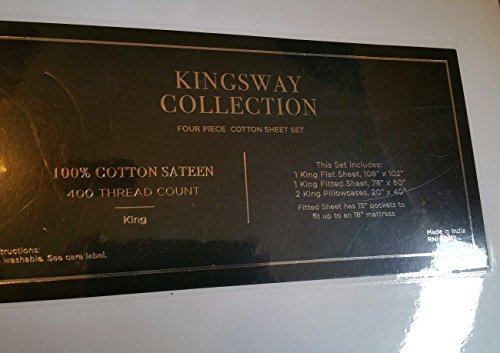 KINGSWAY
COLLECTION
FOUR PIECE COTTON SHEET SET
100% COTTON SATEEN
400 THREAD COUNT
King
This Set Includes:
1 King Flat Sheet, 108" x 102"
1 King Fitted Sheet, 78" x 80"
2 King Pillowcases, 20" x 40"
Fitted Sheet has 15" pockets to
fit up to an 18" mattress
Made in India
RN#
washable. See care label.